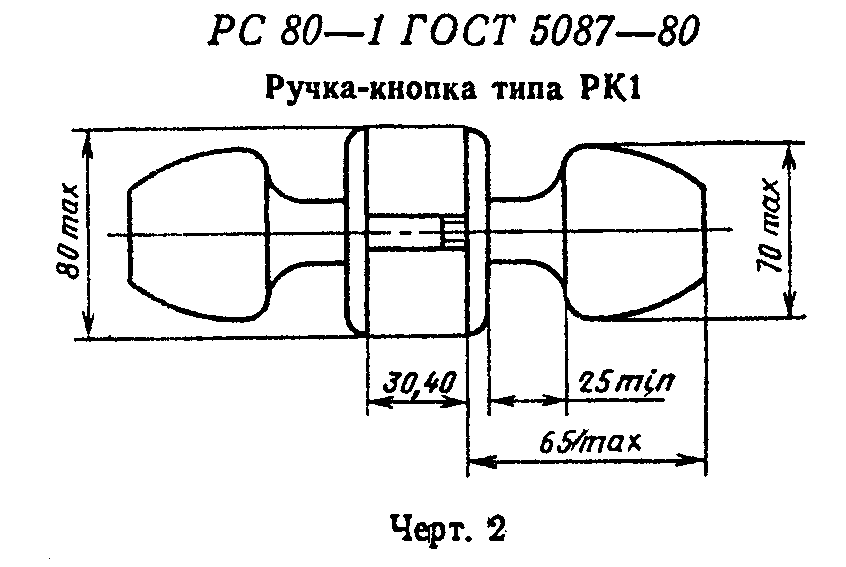 РС 80—1 ГОСТ 5087—80
Ручка-кнопка типа РК1
80 max
70 max
30,40
25 min
65 max
Черт. 2